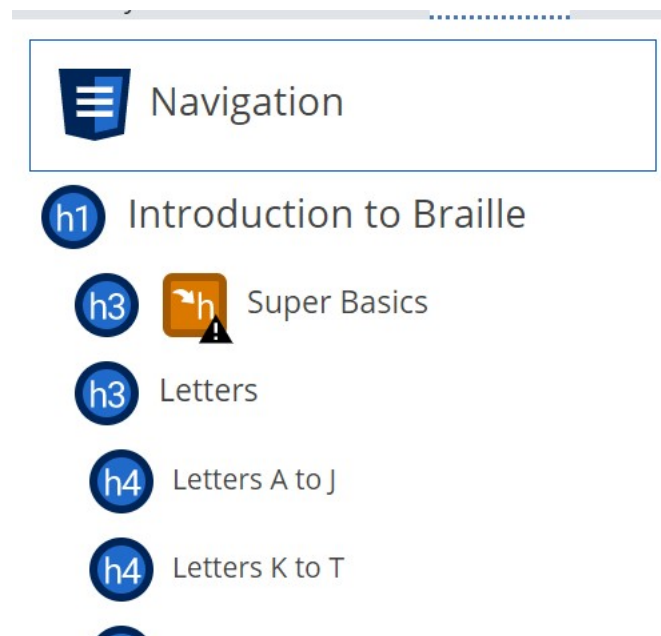 Navigation
h1 Introduction to Braille
h3 h Super Basics
h3 Letters
h4 Letters A to J
h4 Letters K to T